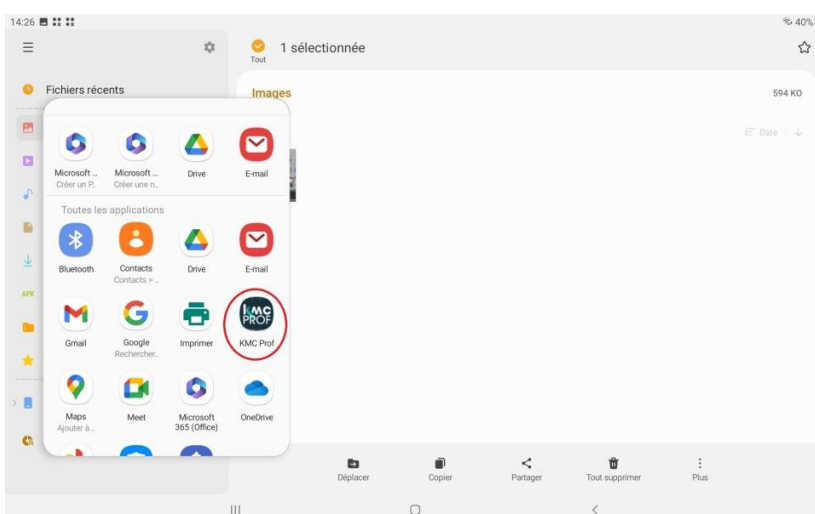 14:26
40%
1 sélectionnée
Tout
Fichiers récents
Images
594 KO
Date
Microsoft ..
Créer un P..
Microsoft ...
Créer une n..
Drive
E-mail
Toutes les applications
Bluetooth
Contacts
Contacts > ..
Drive
E-mail
APK
Gmail
Google
Rechercher..
Imprimer
KMC
PROF
KMC Prof
Maps
Ajouter à ..
Meet
Microsoft
365 (Office)
OneDrive
Déplacer
Copier
Partager
Tout supprimer
Plus